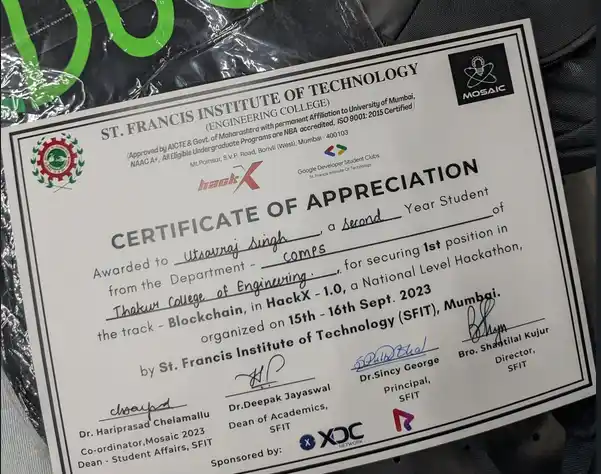 ST. FRANCIS INSTITUTE OF TECHNOLOGY
(ENGINEERING COLLEGE)
(Approved by AICTE & Govt. of Maharashtra with permanent Affiliation to University of Mumbai,
NAAC A+, All Eligible Undergraduate Programs are NBA accredited, ISO 9001: 2015 Certified
Mt.Poinsur, S.V.P. Road, Borivli (West), Mumbai - 400103
MOSAIC
hackX
Google Developer Student Clubs
St. Francis Institute Of Technology
CERTIFICATE OF APPRECIATION
Awarded to Utsavraj Singh, a second Year Student
from the Department - COMPS of
Thakur College of Engineering, for securing 1st position in
the track - Blockchain, in HackX - 1.0, a National Level Hackathon,
organized on 15th - 16th Sept. 2023
by St. Francis Institute of Technology (SFIT), Mumbai.
Dr. Hariprasad Chelamallu
Co-ordinator,Mosaic 2023
Dean - Student Affairs, SFIT
Dr.Deepak Jayaswal
Dean of Academics,
SFIT
Dr.Sincy George
Principal,
SFIT
Bro. Shantilal Kujur
Director,
SFIT
Sponsored by: XDC
NETWORK